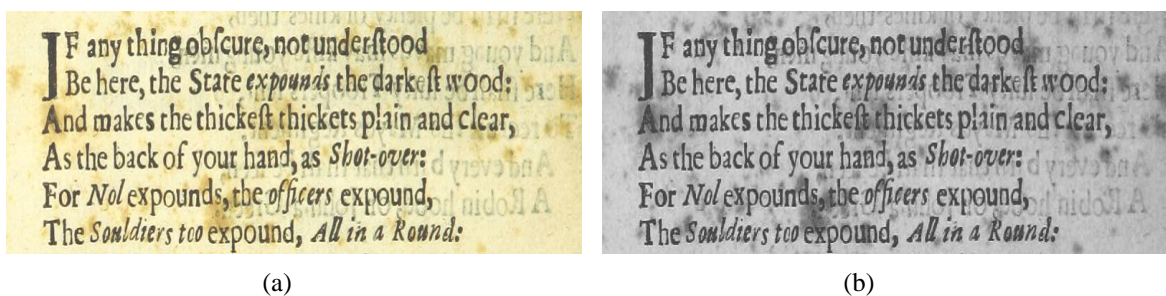 IF any thing obſcure, not underſtood
Be here, the State expounds the darkeſt wood:
And makes the thickeſt thickets plain and clear,
As the back of your hand, as Shot-over:
For Nol expounds, the officers expound,
The Souldiers too expound, All in a Round:
(a)
IF any thing obſcure, not underſtood
Be here, the State expounds the darkeſt wood:
And makes the thickeſt thickets plain and clear,
As the back of your hand, as Shot-over:
For Nol expounds, the officers expound,
The Souldiers too expound, All in a Round:
(b)